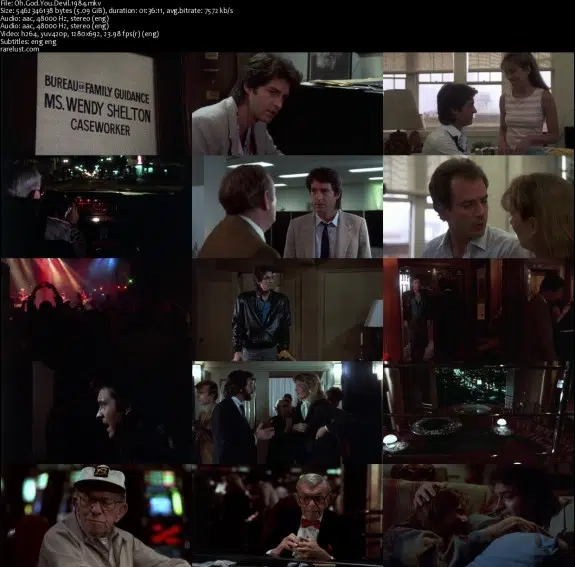 File: Oh.God.You.Devil.1984.mkv
Size: 5462346138 bytes (5.09 GiB), duration: 01:36:11, avg.bitrate: 7572 kb/s
Audio: aac, 48000 Hz, stereo (eng)
Audio: aac, 48000 Hz, stereo (eng)
Video: h264, yuv420p, 1280x692, 23.98 fps(r) (eng)
Subtitles: eng eng
rarelust.com
BUREAU OF FAMILY GUIDANCE
MS. WENDY SHELTON
CASEWORKER